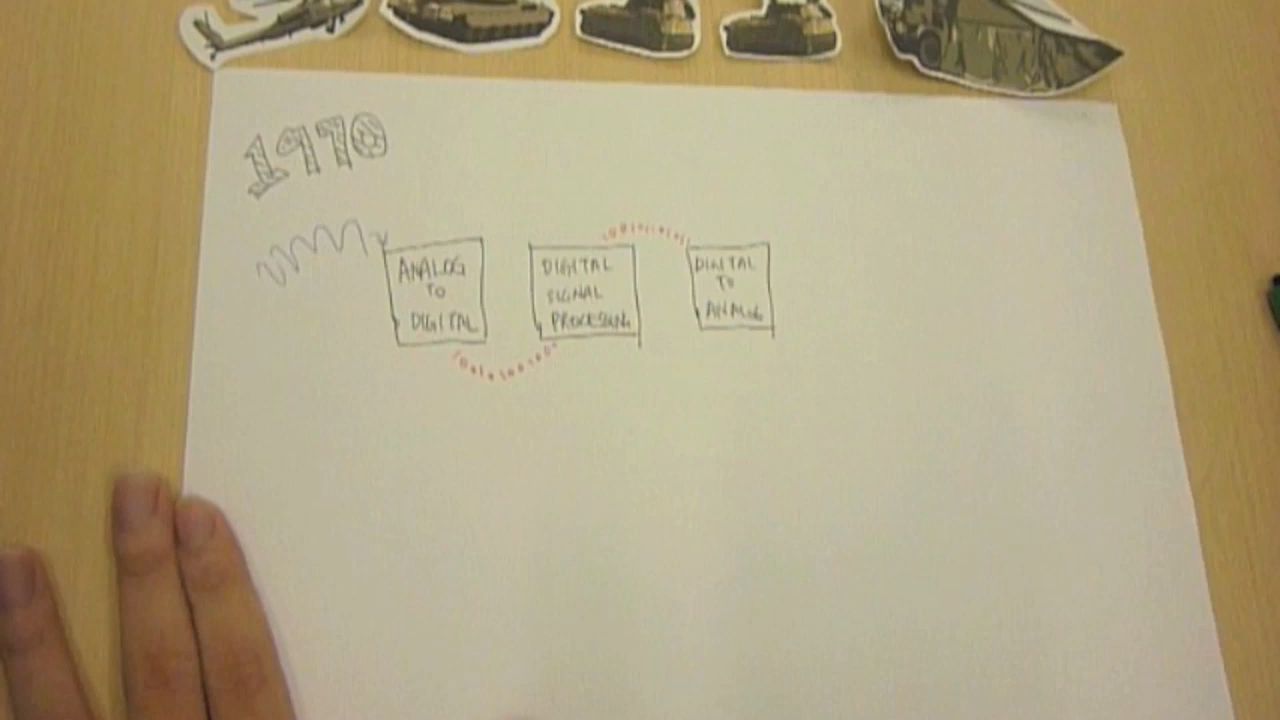 1970
ANALOG
TO
DIGITAL
DIGITAL
SIGNAL
PROCESSING
DIGITAL
TO
ANALOG